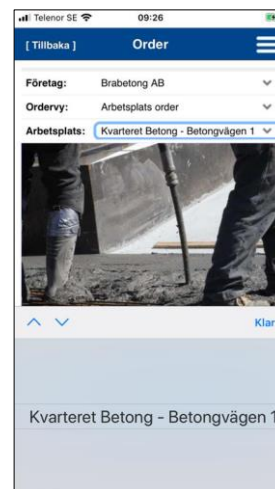 Telenor SE 09:26
[ Tillbaka ] Order
Företag: Brabetong AB
Ordervy: Arbetsplats order
Arbetsplats: Kvarteret Betong - Betongvägen 1
Klar
Kvarteret Betong - Betongvägen 1